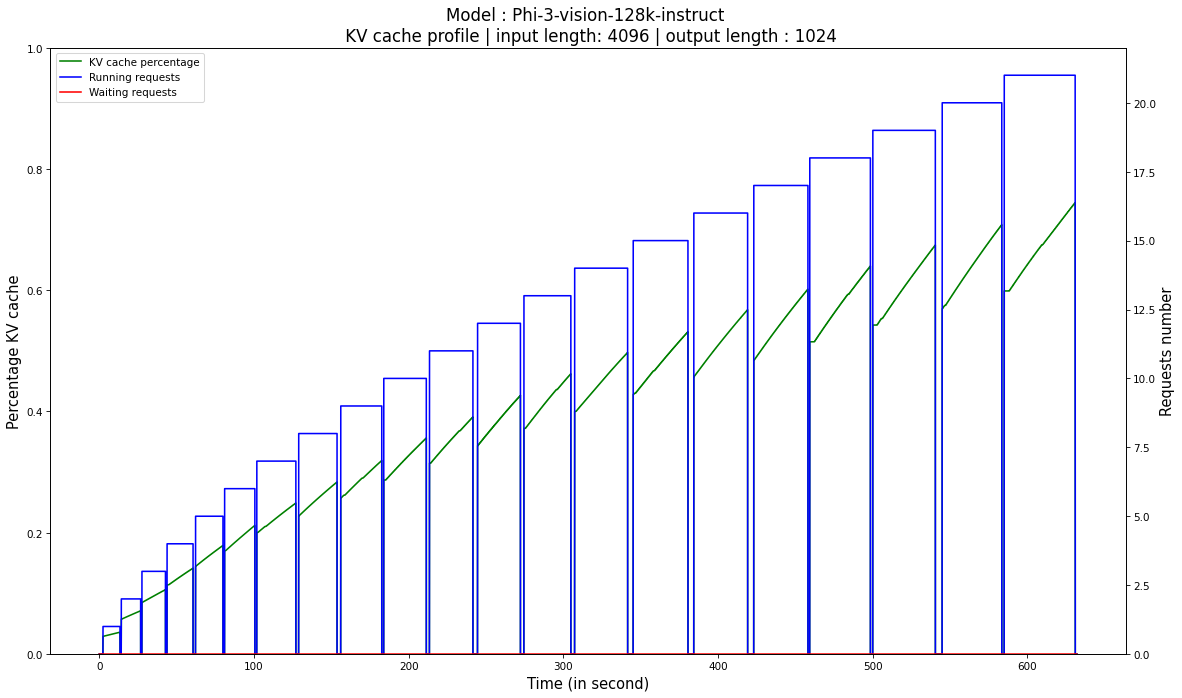 Model : Phi-3-vision-128k-instruct
KV cache profile | input length: 4096 | output length : 1024
KV cache percentage
Running requests
Waiting requests
Percentage KV cache
1.0
0.8
0.6
0.4
0.2
0.0
20.0
17.5
15.0
12.5
10.0
7.5
5.0
2.5
0.0
Requests number
0 100 200 300 400 500 600
Time (in second)